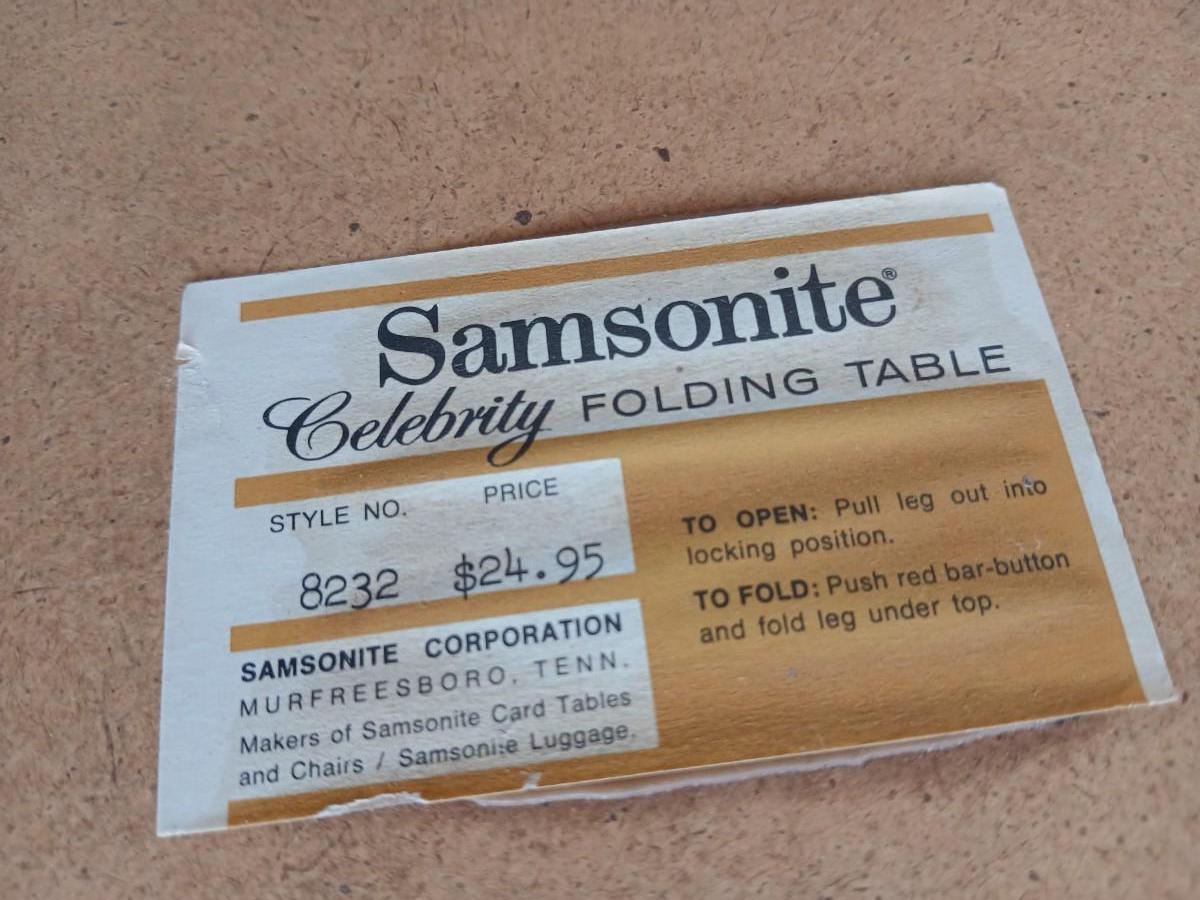 Samsonite®
Celebrity FOLDING TABLE
STYLE NO. PRICE
8232 $24.95
SAMSONITE CORPORATION
MURFREESBORO, TENN.
Makers of Samsonite Card Tables
and Chairs / Samsonite Luggage.
TO OPEN: Pull leg out into
locking position.
TO FOLD: Push red bar-button
and fold leg under top.